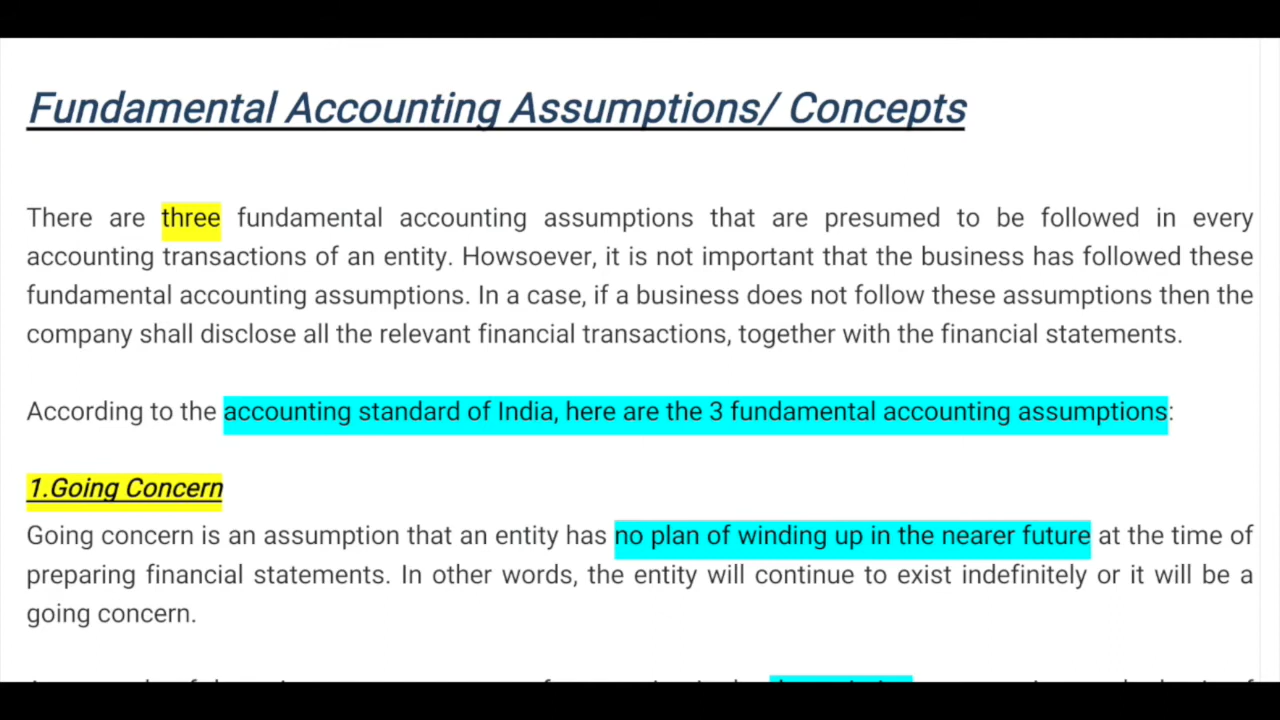 Fundamental Accounting Assumptions/ Concepts
There are three fundamental accounting assumptions that are presumed to be followed in every
accounting transactions of an entity. Howsoever, it is not important that the business has followed these
fundamental accounting assumptions. In a case, if a business does not follow these assumptions then the
company shall disclose all the relevant financial transactions, together with the financial statements.
According to the accounting standard of India, here are the 3 fundamental accounting assumptions:
1.Going Concern
Going concern is an assumption that an entity has no plan of winding up in the nearer future at the time of
preparing financial statements. In other words, the entity will continue to exist indefinitely or it will be a
going concern.